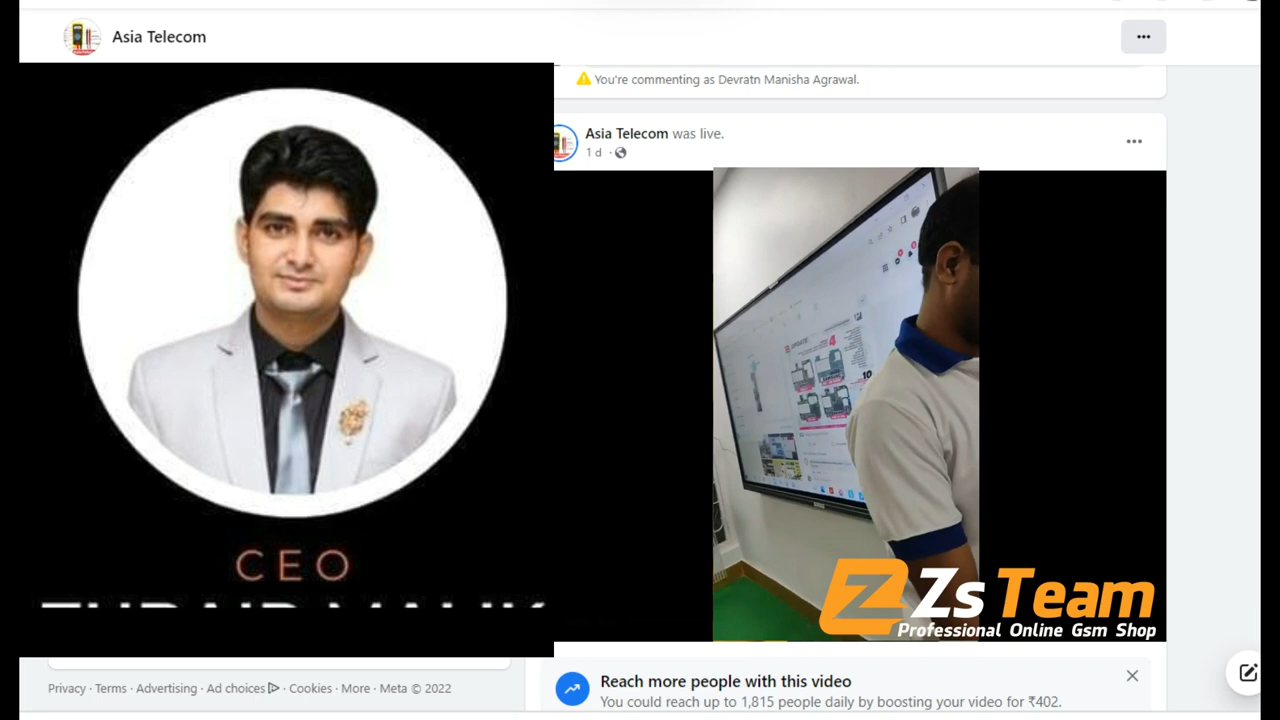 Asia Telecom
You're commenting as Devratn Manisha Agrawal.
Asia Telecom was live.
1 d ·
CEO
Zs Team
Professional Online Gsm Shop
Reach more people with this video
You could reach up to 1,815 people daily by boosting your video for ₹402.
Privacy · Terms · Advertising · Ad choices · Cookies · More · Meta © 2022